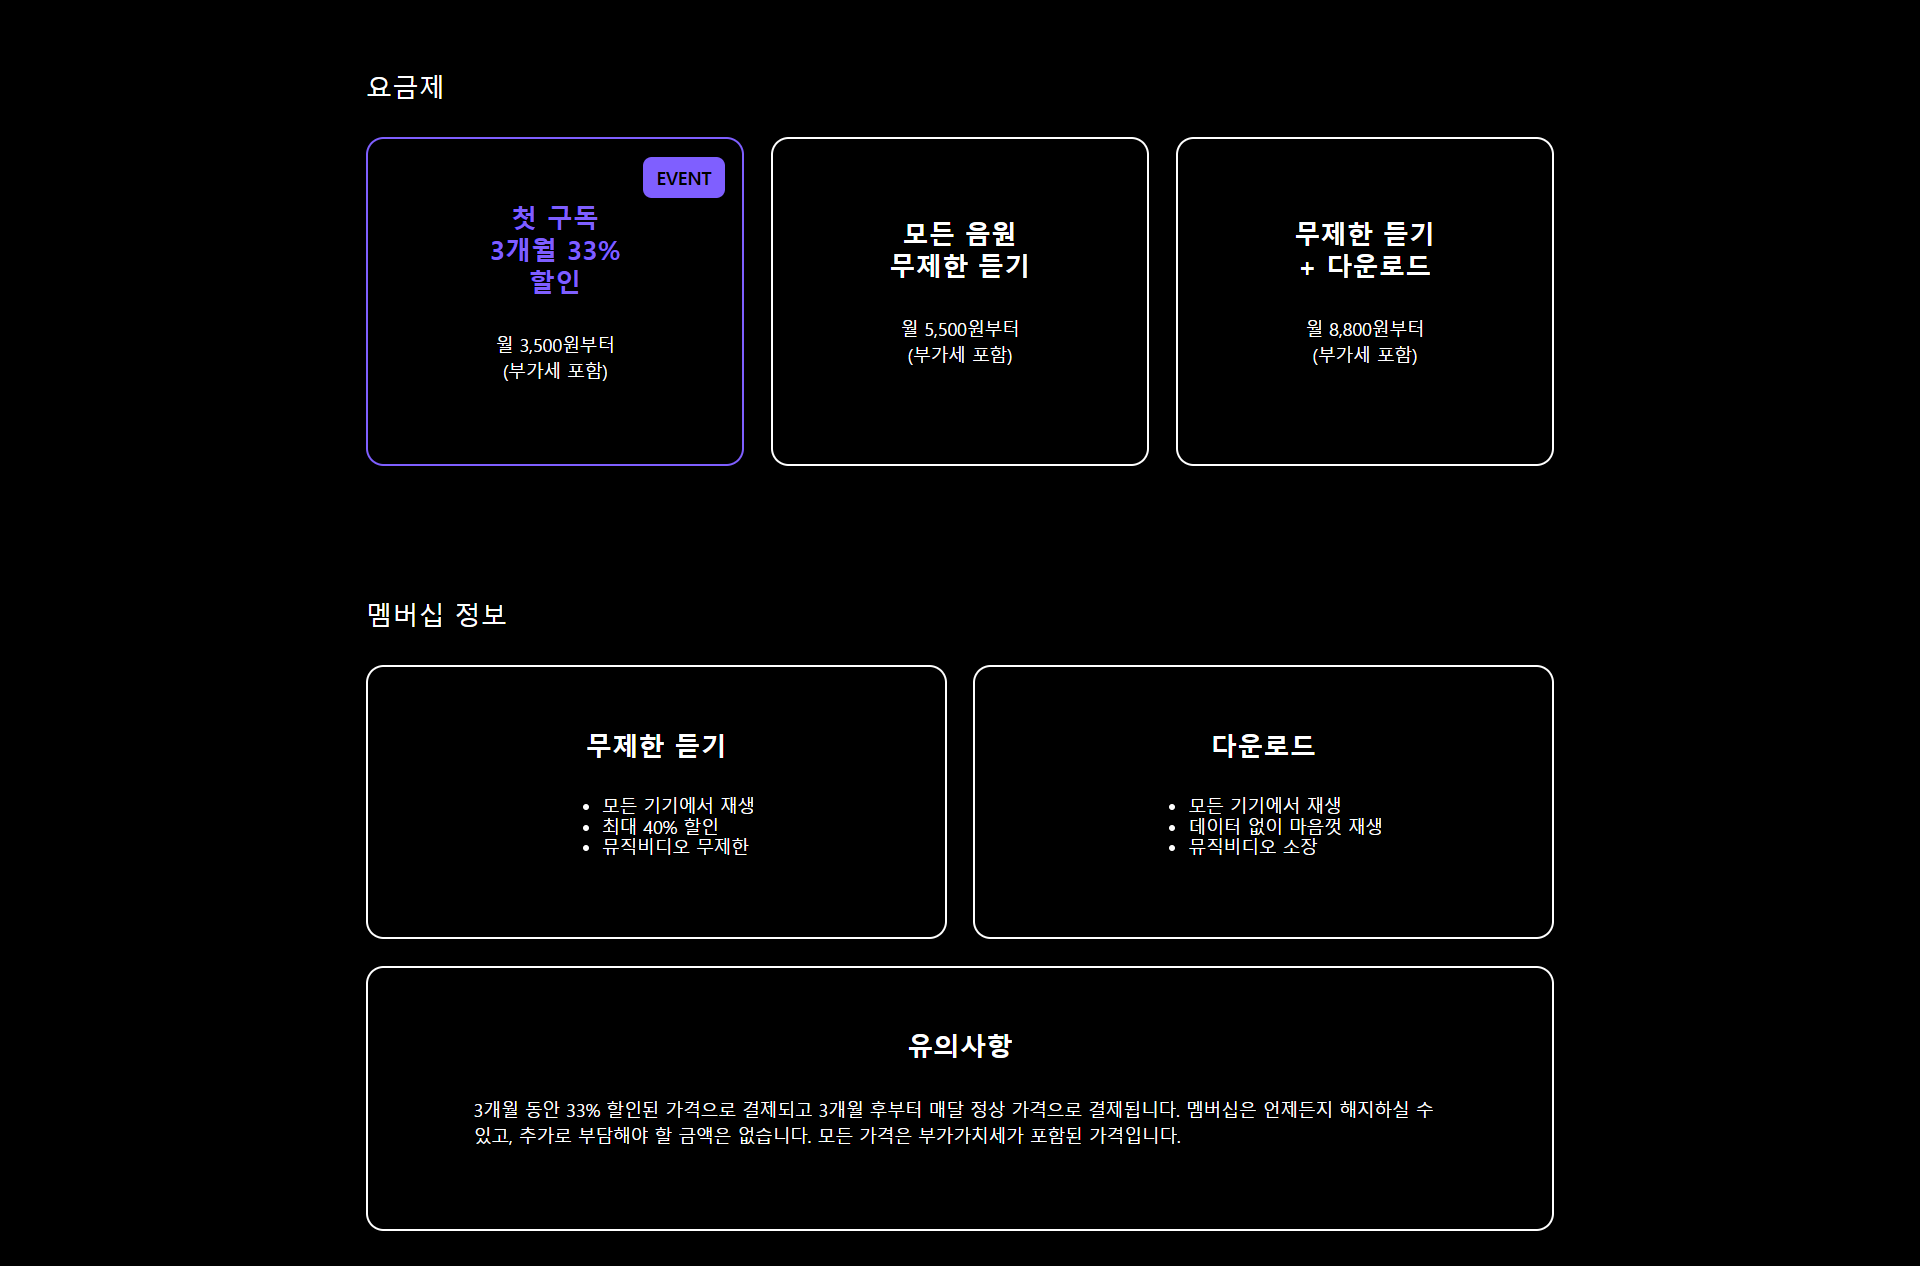 요금제
EVENT
첫 구독
3개월 33%
할인
월 3,500원부터
(부가세 포함)
모든 음원
무제한 듣기
월 5,500원부터
(부가세 포함)
무제한 듣기
+ 다운로드
월 8,800원부터
(부가세 포함)
멤버십 정보
무제한 듣기
• 모든 기기에서 재생
• 최대 40% 할인
• 뮤직비디오 무제한
다운로드
• 모든 기기에서 재생
• 데이터 없이 마음껏 재생
• 뮤직비디오 소장
유의사항
3개월 동안 33% 할인된 가격으로 결제되고 3개월 후부터 매달 정상 가격으로 결제됩니다. 멤버십은 언제든지 해지하실 수
있고, 추가로 부담해야 할 금액은 없습니다. 모든 가격은 부가가치세가 포함된 가격입니다.